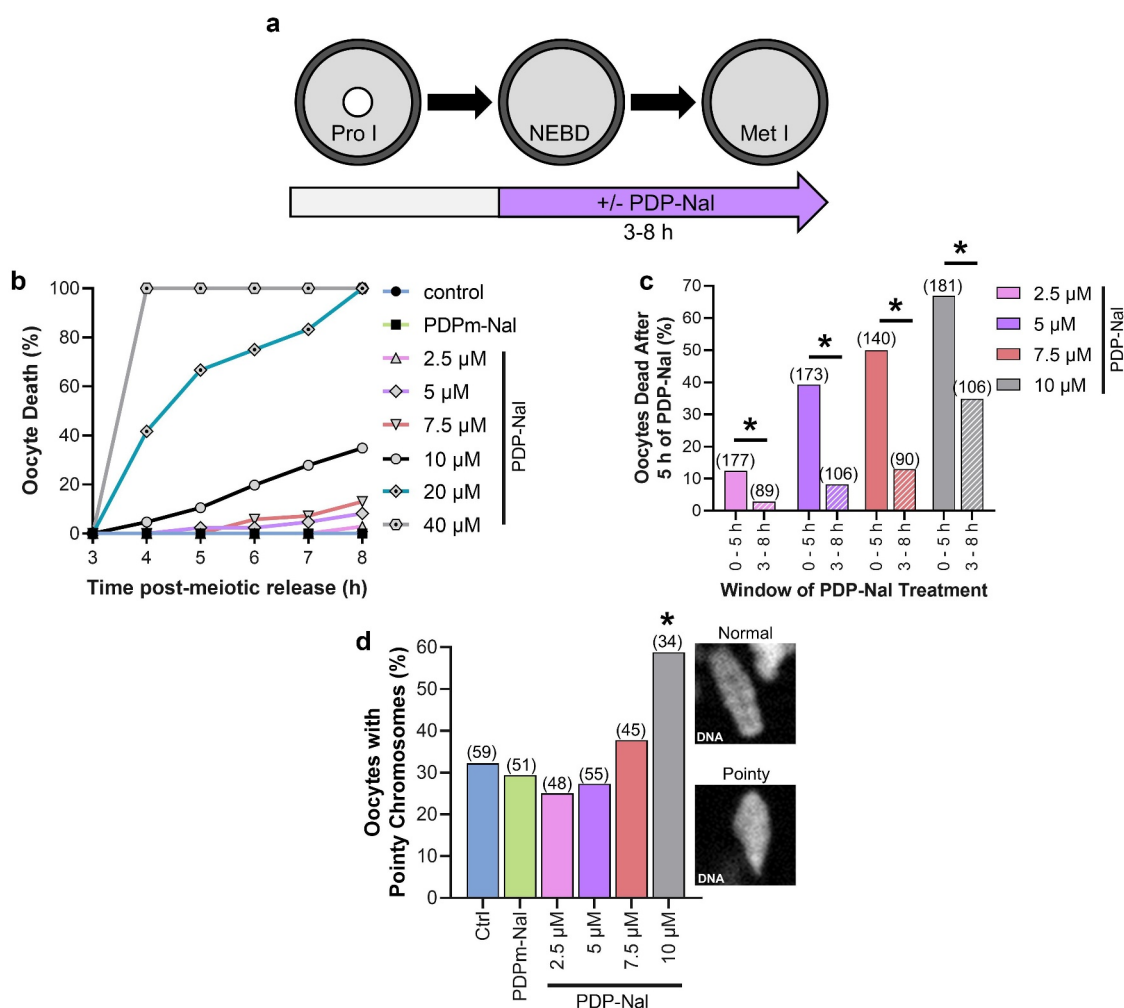 a
Pro I
NEBD
Met I
+/- PDP-Nal
3-8 h
b
Oocyte Death (%)
100
80
60
40
20
0
3
4
5
6
7
8
Time post-meiotic release (h)
control
PDPm-Nal
2.5 µM
5 µM
7.5 µM
10 µM
20 µM
40 µM
PDP-Nal
c
Oocytes Dead After
5 h of PDP-Nal (%)
70
60
50
40
30
20
10
0
(177)
*
(89)
(173)
*
(106)
(140)
*
(90)
(181)
*
(106)
0 - 5 h
3 - 8 h
0 - 5 h
3 - 8 h
0 - 5 h
3 - 8 h
0 - 5 h
3 - 8 h
Window of PDP-Nal Treatment
2.5 µM
5 µM
7.5 µM
10 µM
PDP-Nal
d
Oocytes with
Pointy Chromosomes (%)
60
50
40
30
20
10
0
(59)
(51)
(48)
(55)
(45)
*
(34)
Ctrl
PDPm-Nal
2.5 µM
5 µM
7.5 µM
10 µM
PDP-Nal
Normal
DNA
Pointy
DNA